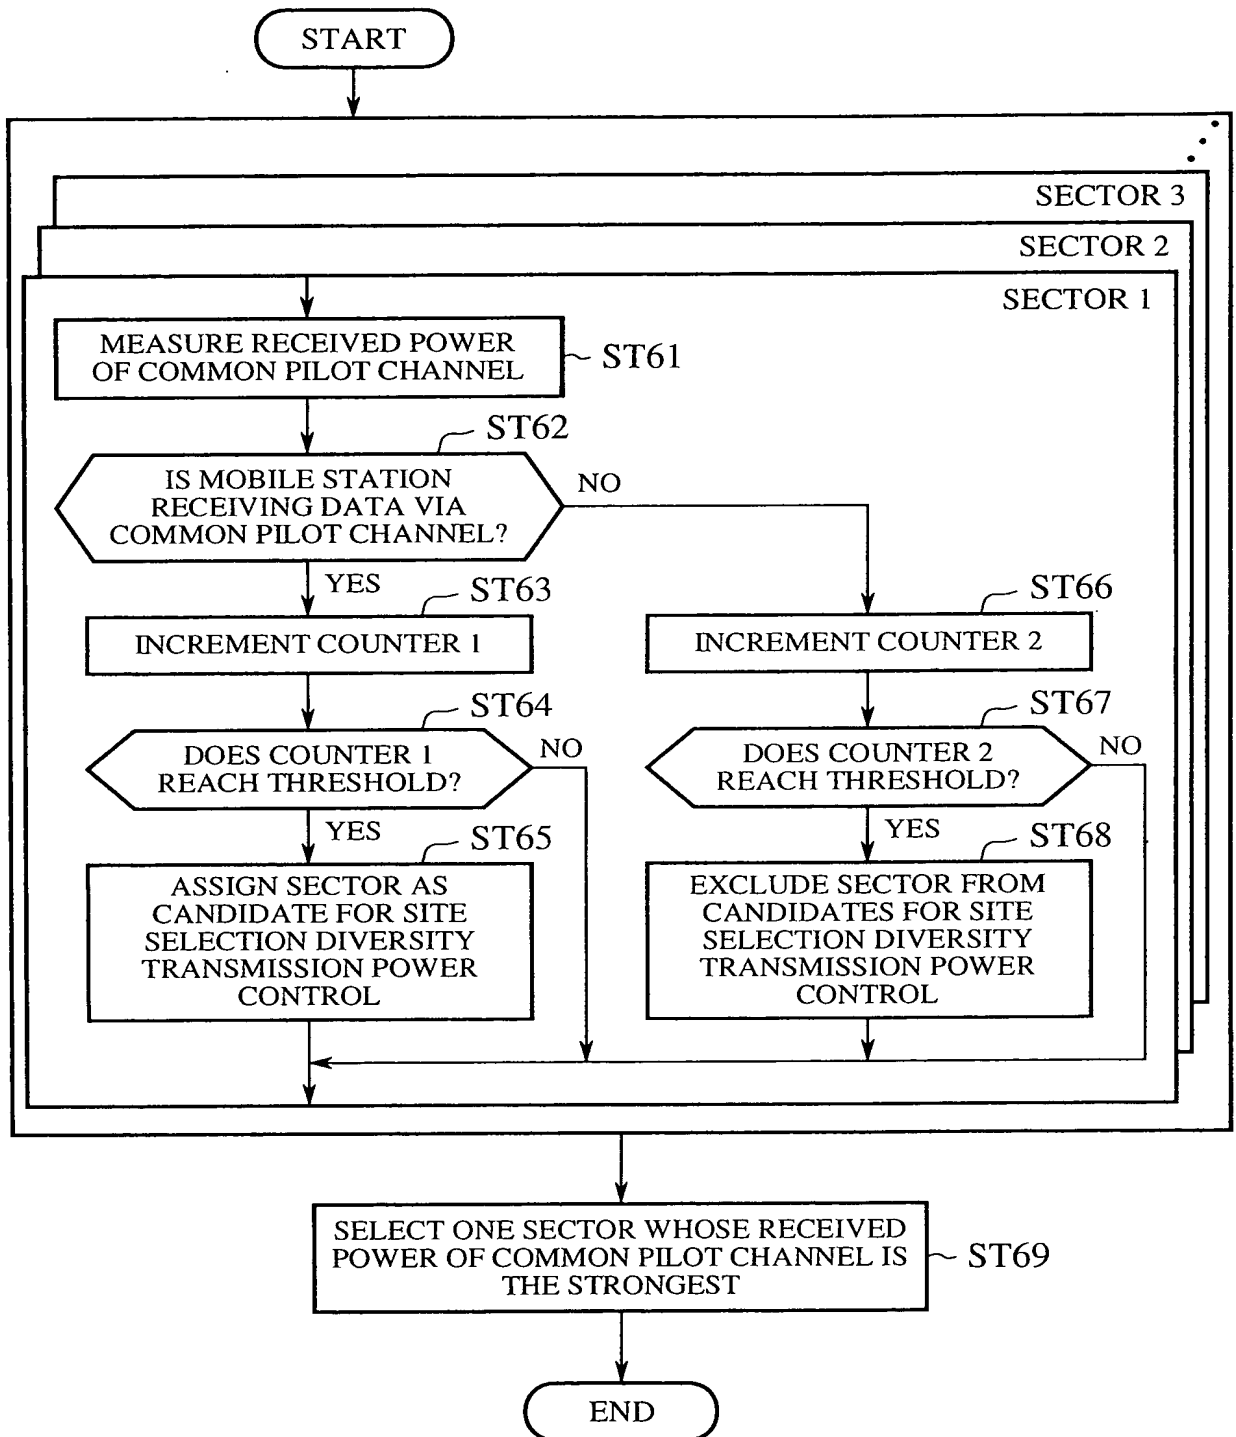 START
SECTOR 3
SECTOR 2
SECTOR 1
MEASURE RECEIVED POWER
OF COMMON PILOT CHANNEL
ST61
ST62
IS MOBILE STATION
RECEIVING DATA VIA
COMMON PILOT CHANNEL?
NO
YES
ST63
INCREMENT COUNTER 1
ST66
INCREMENT COUNTER 2
ST64
DOES COUNTER 1
REACH THRESHOLD?
NO
ST67
DOES COUNTER 2
REACH THRESHOLD?
NO
YES
ST65
ASSIGN SECTOR AS
CANDIDATE FOR SITE
SELECTION DIVERSITY
TRANSMISSION POWER
CONTROL
YES
ST68
EXCLUDE SECTOR FROM
CANDIDATES FOR SITE
SELECTION DIVERSITY
TRANSMISSION POWER
CONTROL
SELECT ONE SECTOR WHOSE RECEIVED
POWER OF COMMON PILOT CHANNEL IS
THE STRONGEST
ST69
END